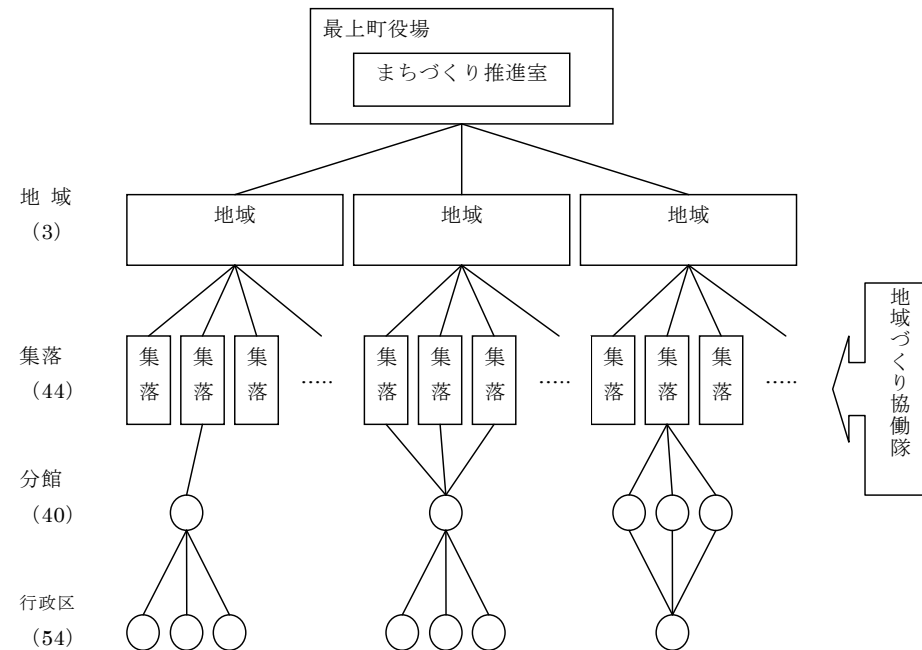 最上町役場
まちづくり推進室
地 域
（3）
地域
地域
地域
集落
（44）
集落
集落
集落
.....
集落
集落
集落
.....
集落
集落
集落
.....
地域づくり協働隊
分館
（40）
行政区
（54）